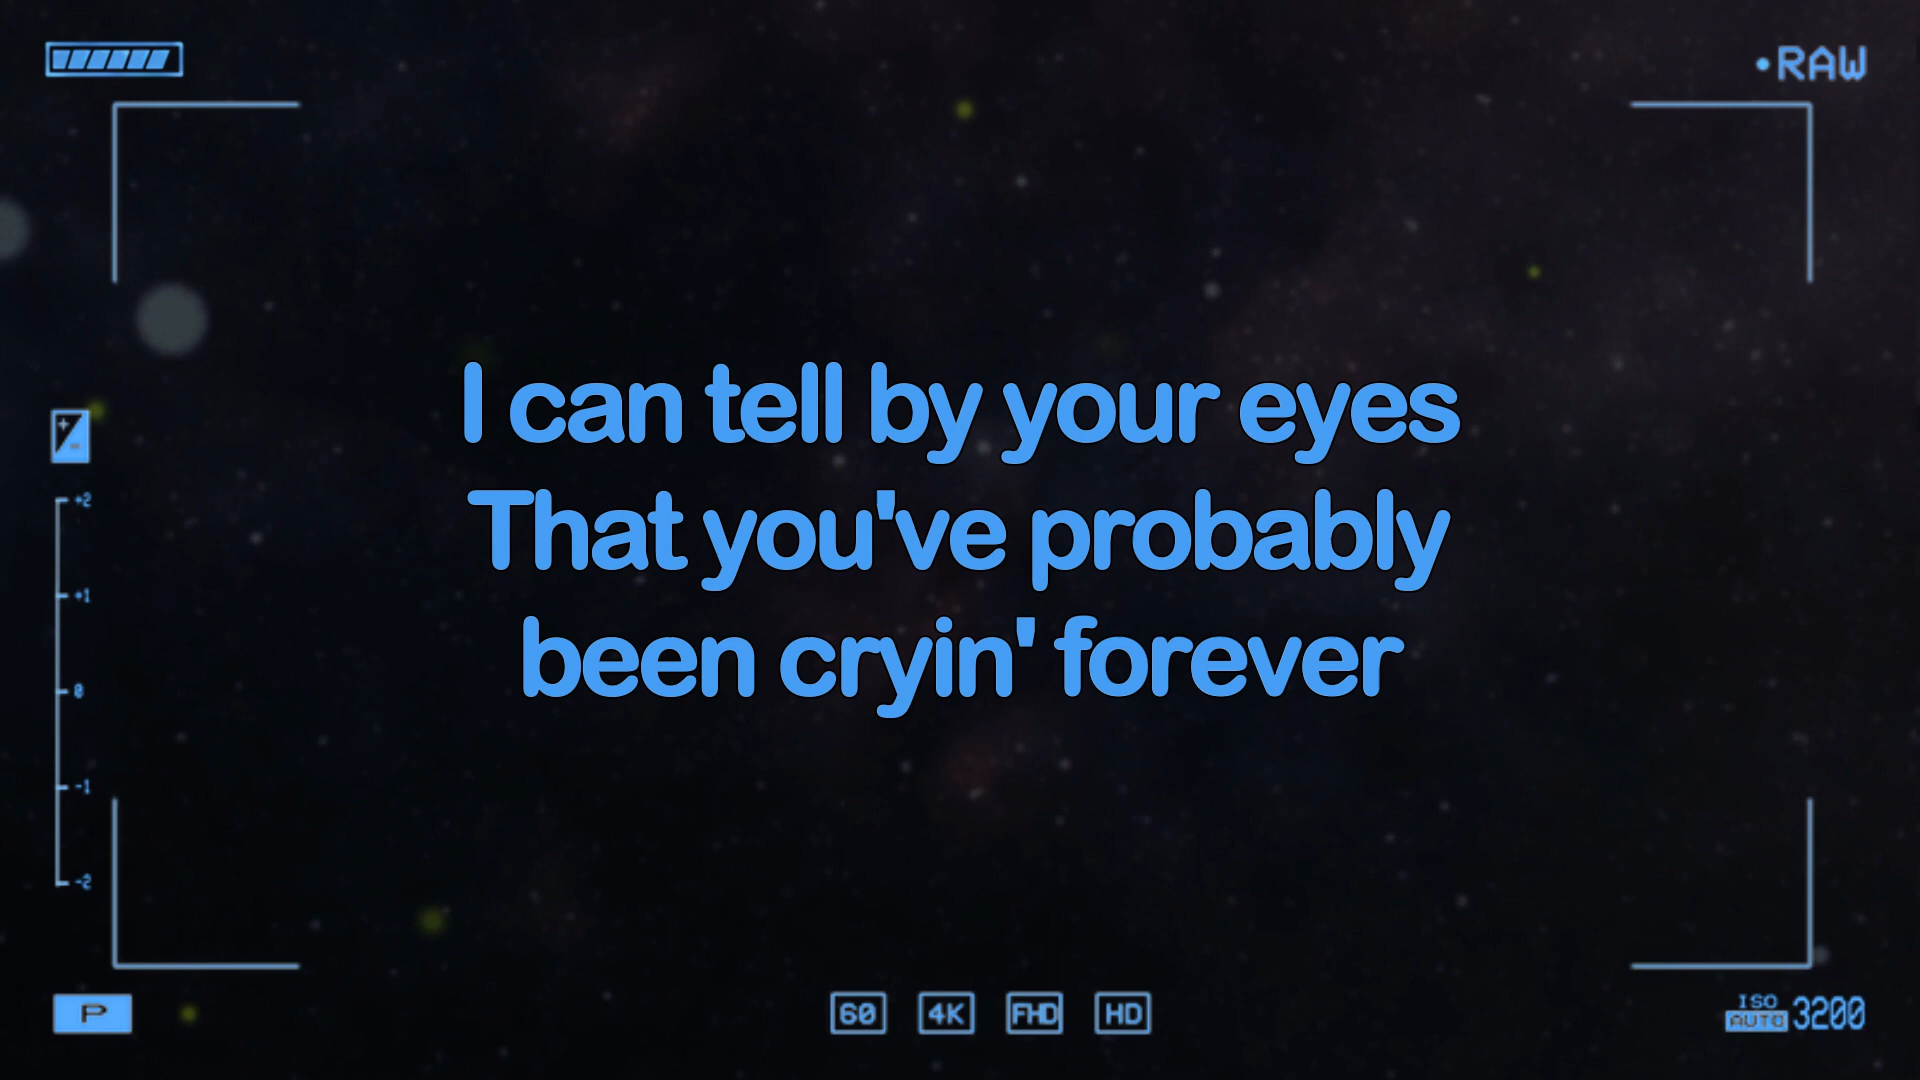 •RAW
+
-
+2
+1
0
-1
-2
I can tell by your eyes
That you've probably
been cryin' forever
P
60 4K FHD HD
ISO AUTO 3200